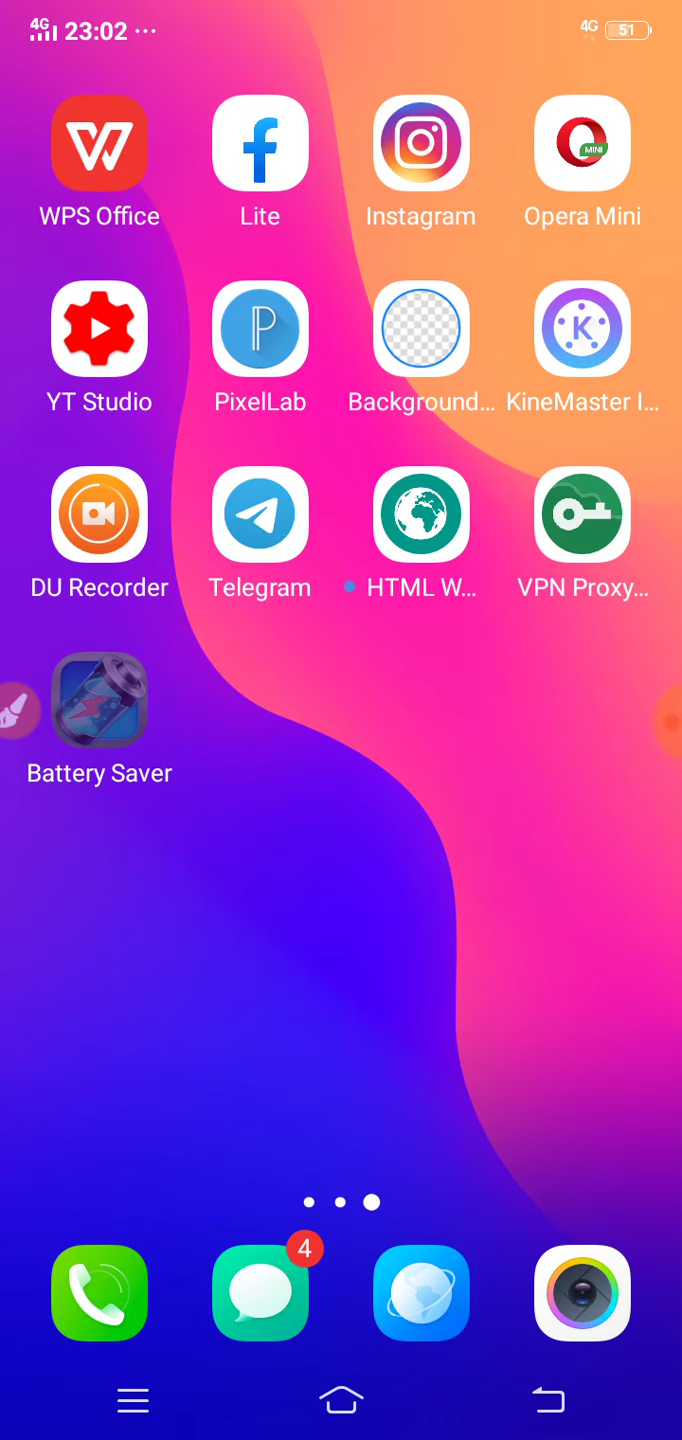 4G 23:02 ... 4G 51
WPS Office Lite Instagram Opera Mini
MINI
YT Studio PixelLab Background... KineMaster I...
K
DU Recorder Telegram HTML W... VPN Proxy...
Battery Saver
4